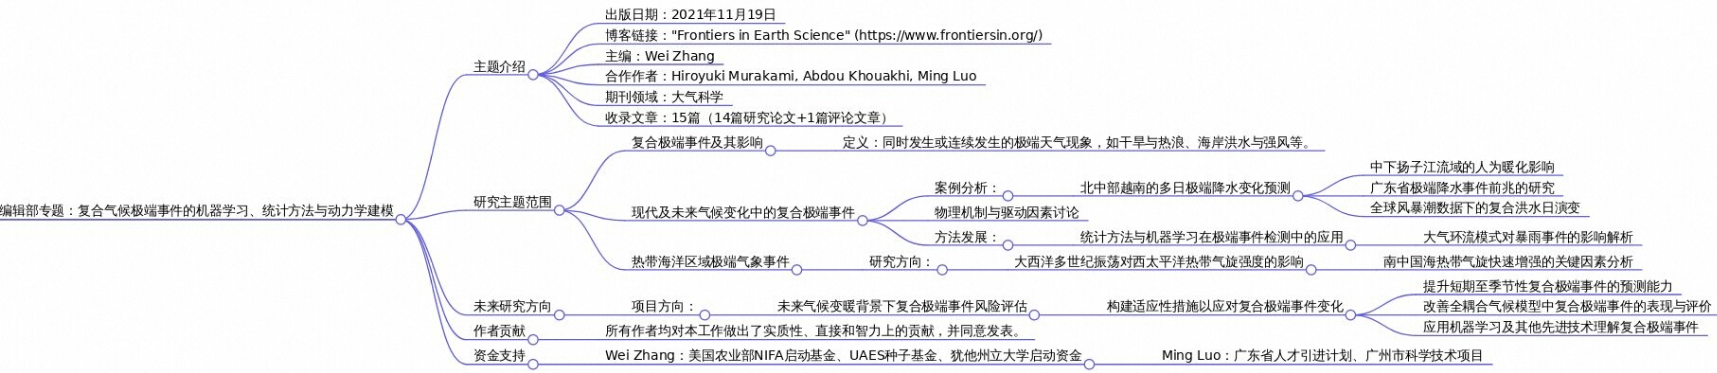 编辑部专题：复合气候极端事件的机器学习、统计方法与动力学建模
主题介绍
出版日期：2021年11月19日
博客链接："Frontiers in Earth Science" (https://www.frontiersin.org/)
主编：Wei Zhang
合作作者：Hiroyuki Murakami, Abdou Khouakhi, Ming Luo
期刊领域：大气科学
收录文章：15篇（14篇研究论文+1篇评论文章）
研究主题范围
复合极端事件及其影响
定义：同时发生或连续发生的极端天气现象，如干旱与热浪、海岸洪水与强风等。
现代及未来气候变化中的复合极端事件
案例分析：
北中部越南的多日极端降水变化预测
中下扬子江流域的人为暖化影响
广东省极端降水事件前兆的研究
全球风暴潮数据下的复合洪水日演变
物理机制与驱动因素讨论
方法发展：
统计方法与机器学习在极端事件检测中的应用
大气环流模式对暴雨事件的影响解析
热带海洋区域极端气象事件
研究方向：
大西洋多世纪振荡对西太平洋热带气旋强度的影响
南中国海热带气旋快速增强的关键因素分析
未来研究方向
项目方向：
未来气候变暖背景下复合极端事件风险评估
构建适应性措施以应对复合极端事件变化
提升短期至季节性复合极端事件的预测能力
改善全耦合气候模型中复合极端事件的表现与评价
应用机器学习及其他先进技术理解复合极端事件
作者贡献
所有作者均对本工作做出了实质性、直接和智力上的贡献，并同意发表。
资金支持
Wei Zhang：美国农业部NIFA启动基金、UAES种子基金、犹他州立大学启动资金
Ming Luo：广东省人才引进计划、广州市科学技术项目